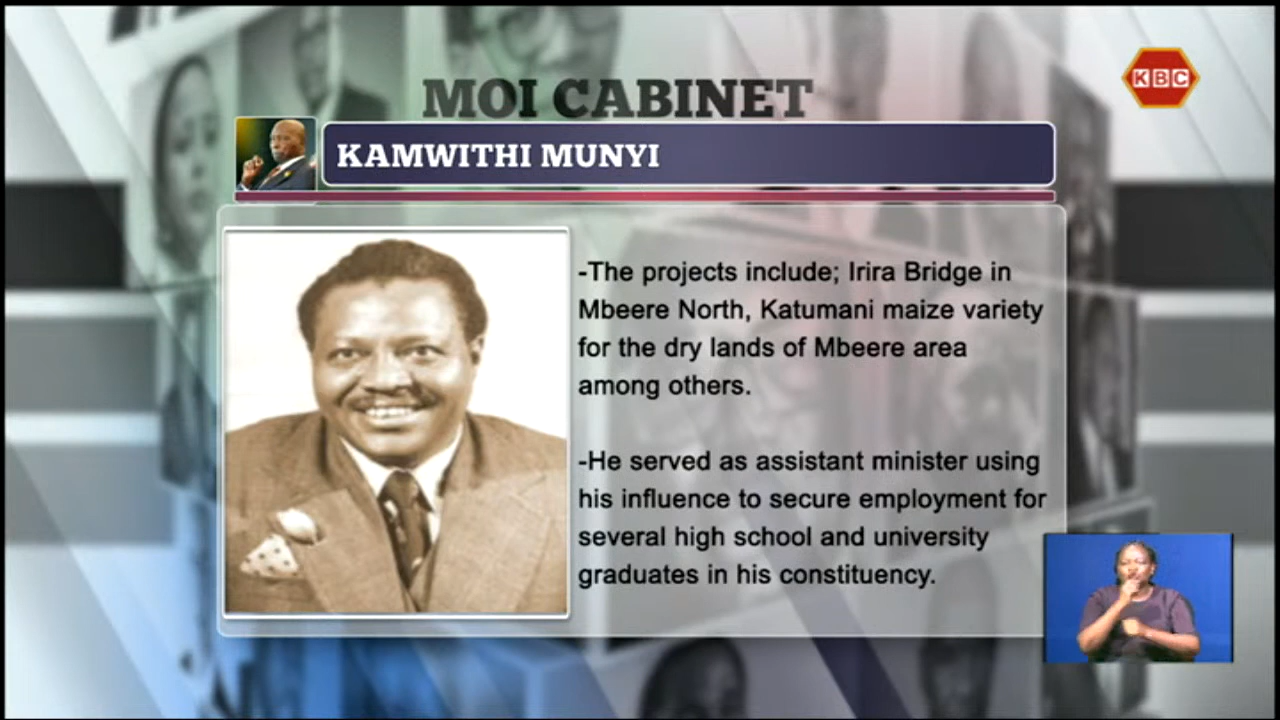 MOI CABINET
KBC
KAMWITHI MUNYI
-The projects include; Irira Bridge in
Mbeere North, Katumani maize variety
for the dry lands of Mbeere area
among others.
-He served as assistant minister using
his influence to secure employment for
several high school and university
graduates in his constituency.